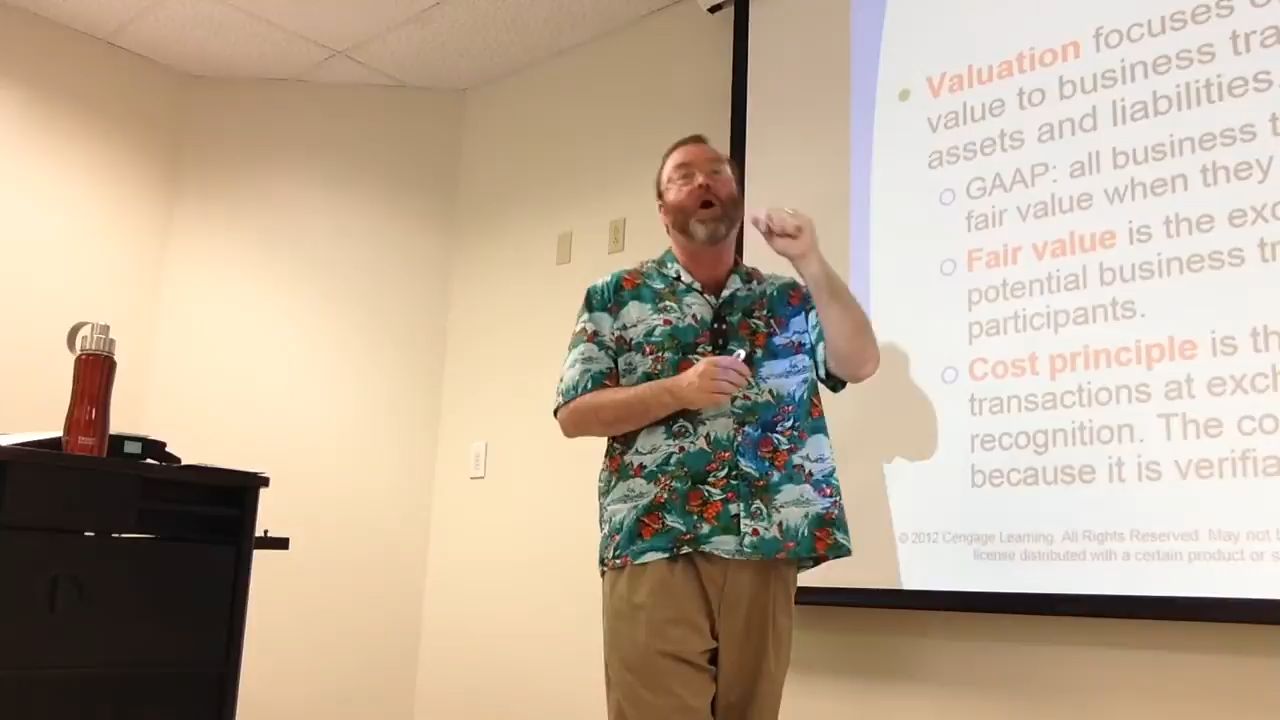 Valuation focuses
value to business tra
assets and liabilities.
GAAP: all business t
fair value when they
Fair value is the exc
potential business tr
participants.
Cost principle is th
transactions at exch
recognition. The co
because it is verifia
© 2012 Cengage Learning. All Rights Reserved. May not
license distributed with a certain product or s